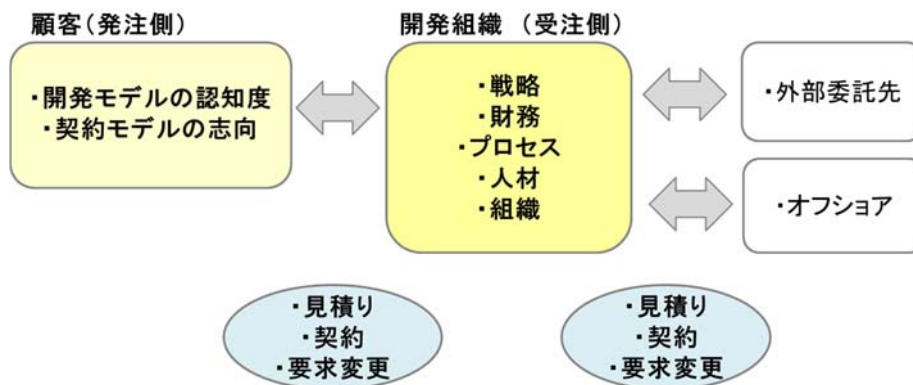 顧客（発注側）
・開発モデルの認知度
・契約モデルの志向
開発組織 （受注側）
・戦略
・財務
・プロセス
・人材
・組織
・外部委託先
・オフショア
・見積り
・契約
・要求変更
・見積り
・契約
・要求変更